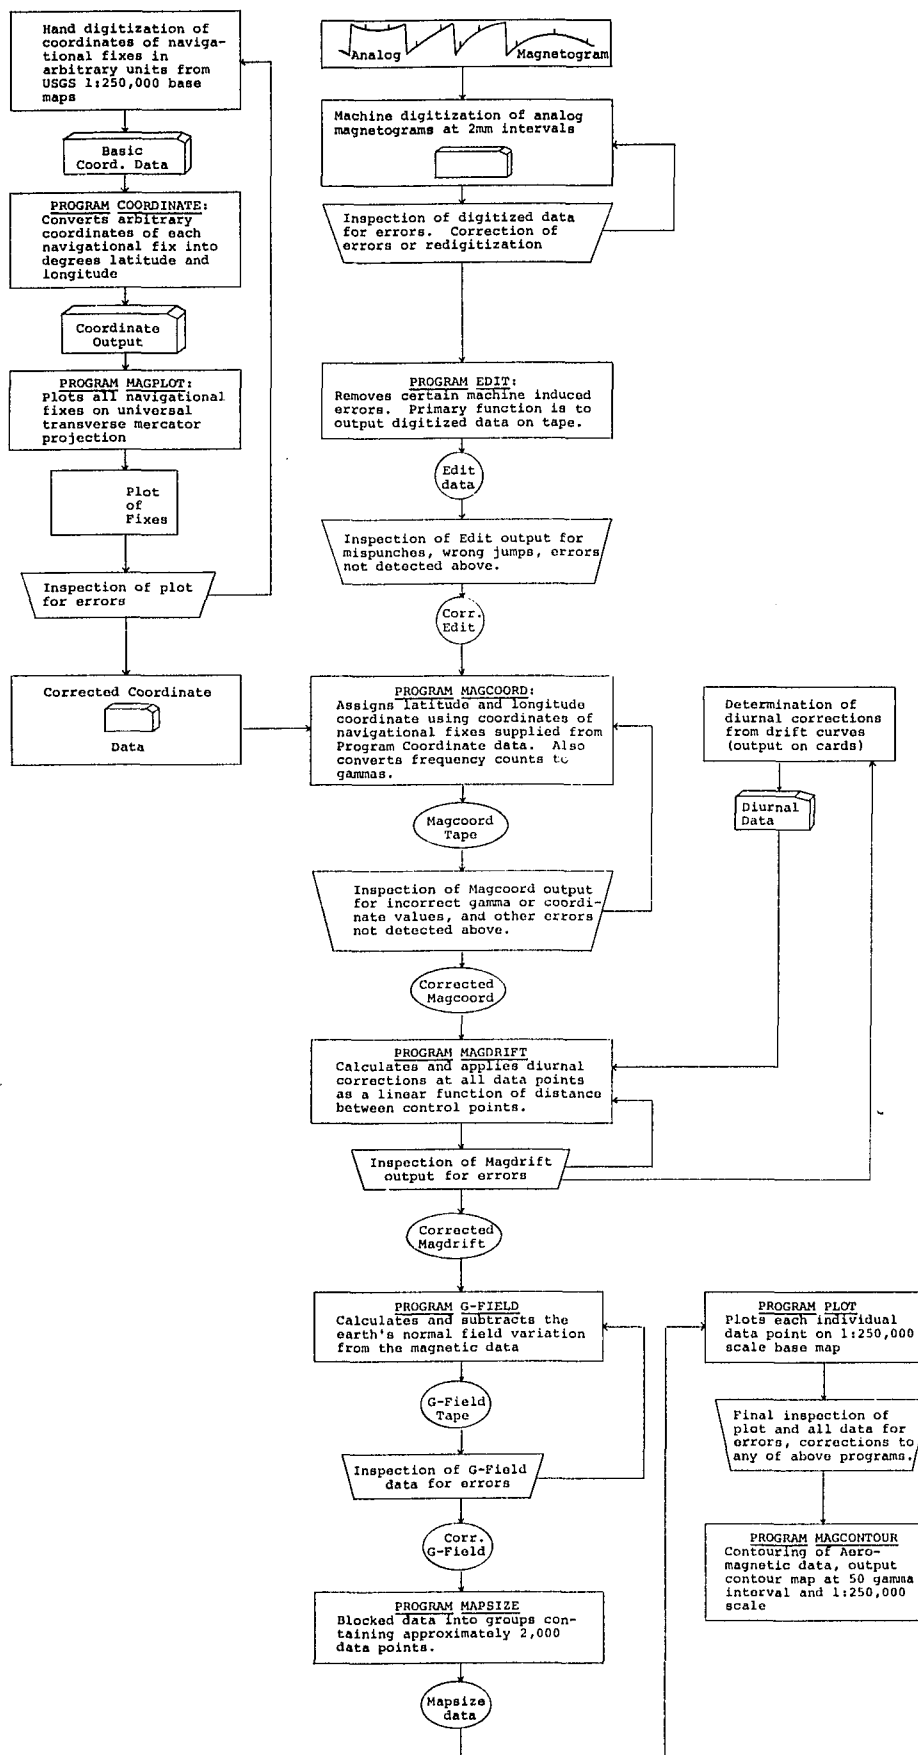 Hand digitization of
coordinates of naviga-
tional fixes in
arbitrary units from
USGS 1:250,000 base
maps
Basic
Coord. Data
PROGRAM COORDINATE:
Converts arbitrary
coordinates of each
navigational fix into
degrees latitude and
longitude
Coordinate
Output
PROGRAM MAGPLOT:
Plots all navigational
fixes on universal
transverse mercator
projection
Plot
of
Fixes
Inspection of plot
for errors
Corrected Coordinate
Data
Analog Magnetogram
Machine digitization of analog
magnetograms at 2mm intervals
Inspection of digitized data
for errors. Correction of
errors or redigitization
PROGRAM EDIT:
Removes certain machine induced
errors. Primary function is to
output digitized data on tape.
Edit
data
Inspection of Edit output for
mispunches, wrong jumps, errors
not detected above.
Corr.
Edit
PROGRAM MAGCOORD:
Assigns latitude and longitude
coordinate using coordinates of
navigational fixes supplied from
Program Coordinate data. Also
converts frequency counts to
gammas.
Magcoord
Tape
Inspection of Magcoord output
for incorrect gamma or coordi-
nate values, and other errors
not detected above.
Corrected
Magcoord
Determination of
diurnal corrections
from drift curves
(output on cards)
Diurnal
Data
PROGRAM MAGDRIFT
Calculates and applies diurnal
corrections at all data points
as a linear function of distance
between control points.
Inspection of Magdrift
output for errors
Corrected
Magdrift
PROGRAM G-FIELD
Calculates and subtracts the
earth's normal field variation
from the magnetic data
G-Field
Tape
Inspection of G-Field
data for errors
Corr.
G-Field
PROGRAM MAPSIZE
Blocked data into groups con-
taining approximately 2,000
data points.
Mapsize
data
PROGRAM PLOT
Plots each individual
data point on 1:250,000
scale base map
Final inspection of
plot and all data for
errors, corrections to
any of above programs.
PROGRAM MAGCONTOUR
Contouring of Aero-
magnetic data, output
contour map at 50 gamma
interval and 1:250,000
scale